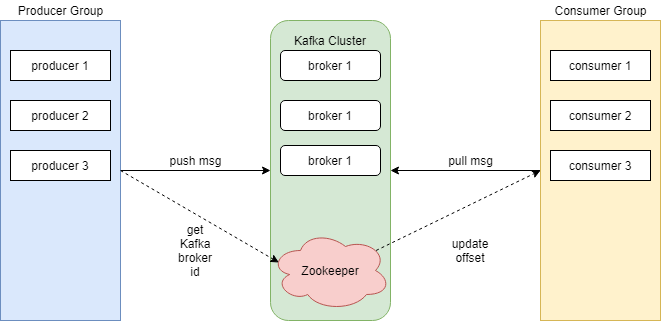 Producer Group
Consumer Group
Kafka Cluster
producer 1
broker 1
consumer 1
producer 2
broker 1
consumer 2
producer 3
broker 1
consumer 3
push msg
pull msg
get
Kafka
broker
id
update
offset
Zookeeper